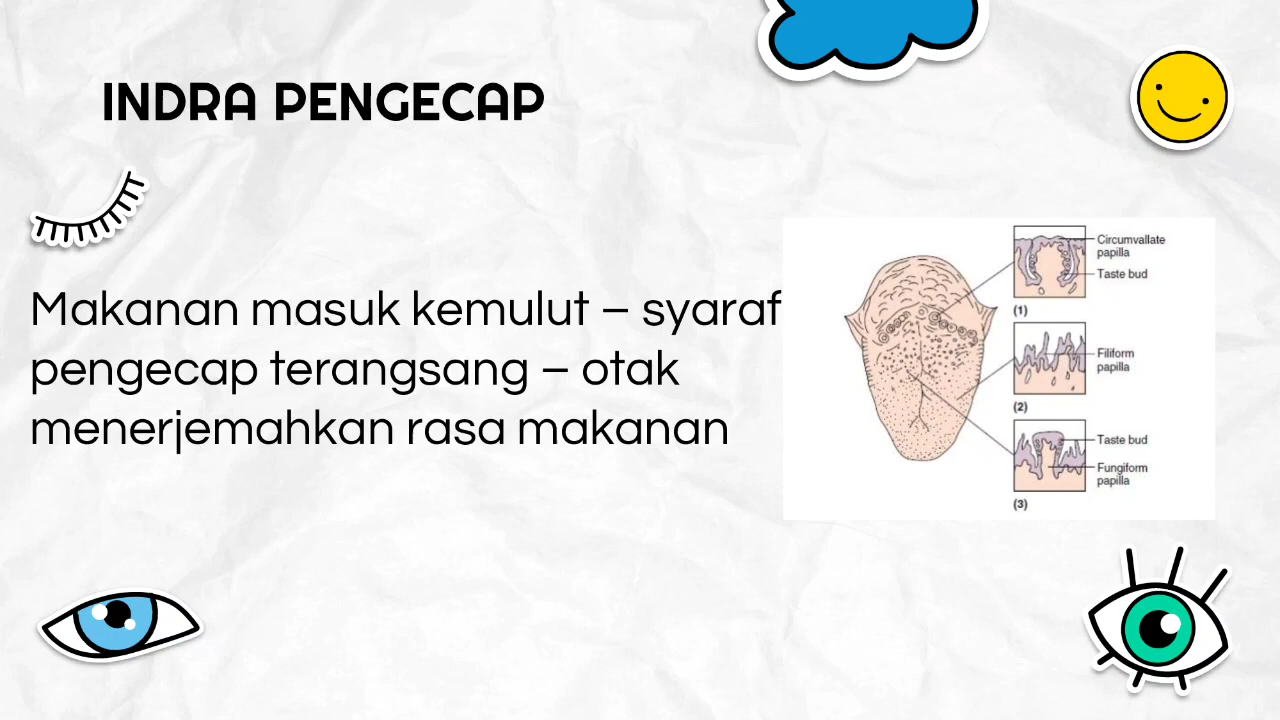 INDRA PENGECAP
Makanan masuk kemulut – syaraf
pengecap terangsang – otak
menerjemahkan rasa makanan
Circumvallate
papilla
Taste bud
(1)
Filiform
papilla
(2)
Taste bud
Fungiform
papilla
(3)